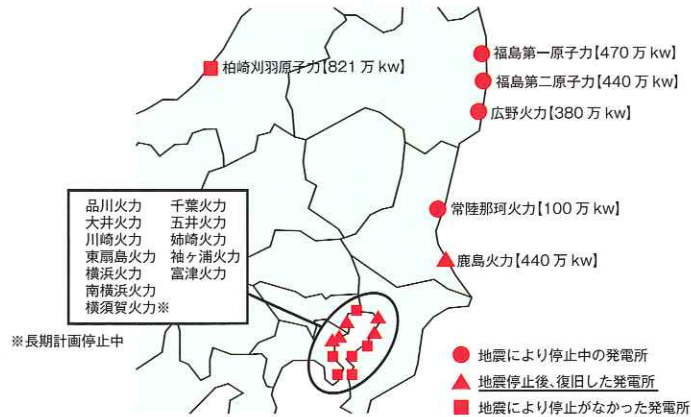 福島第一原子力【470万kw】
柏崎刈羽原子力【821万kw】
福島第二原子力【440万kw】
広野火力【380万kw】
品川火力 千葉火力
大井火力 五井火力
川崎火力 姉崎火力
東扇島火力 袖ヶ浦火力
横浜火力 富津火力
南横浜火力
横須賀火力※
常陸那珂火力【100万kw】
鹿島火力【440万kw】
※長期計画停止中
地震により停止中の発電所
地震停止後、復旧した発電所
地震により停止がなかった発電所